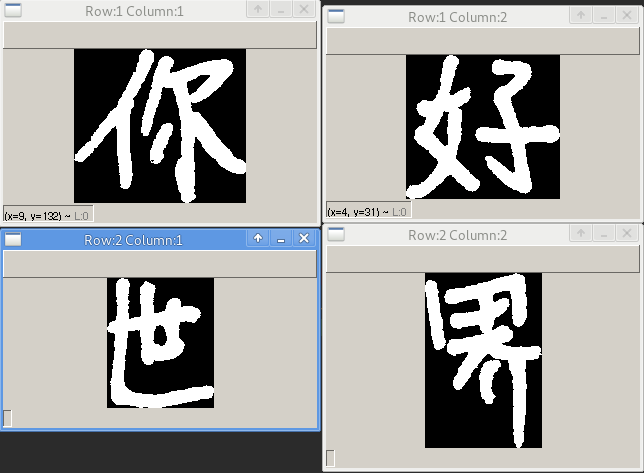 Row:1 Column:1
你
(x=9, y=132) ~ L:0
Row:1 Column:2
好
(x=4, y=31) ~ L:0
Row:2 Column:1
世
Row:2 Column:2
界